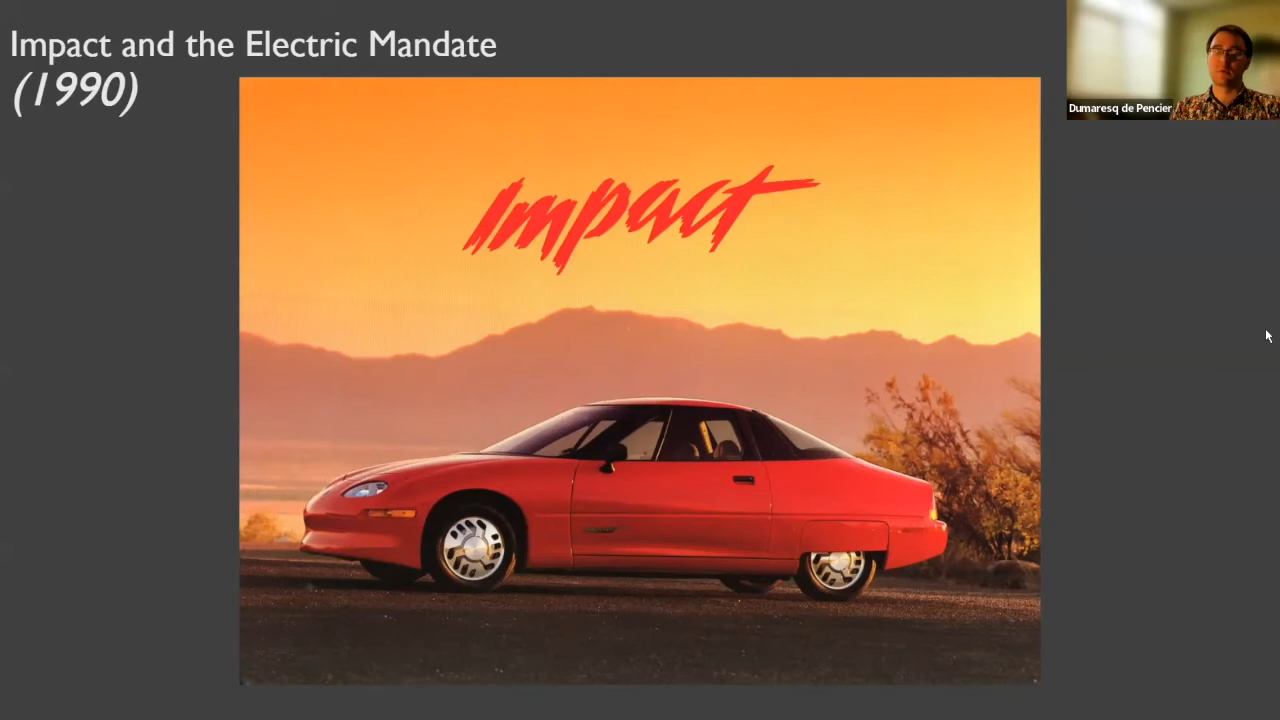 Impact and the Electric Mandate
(1990)
Impact
Dumaresq de Pencier